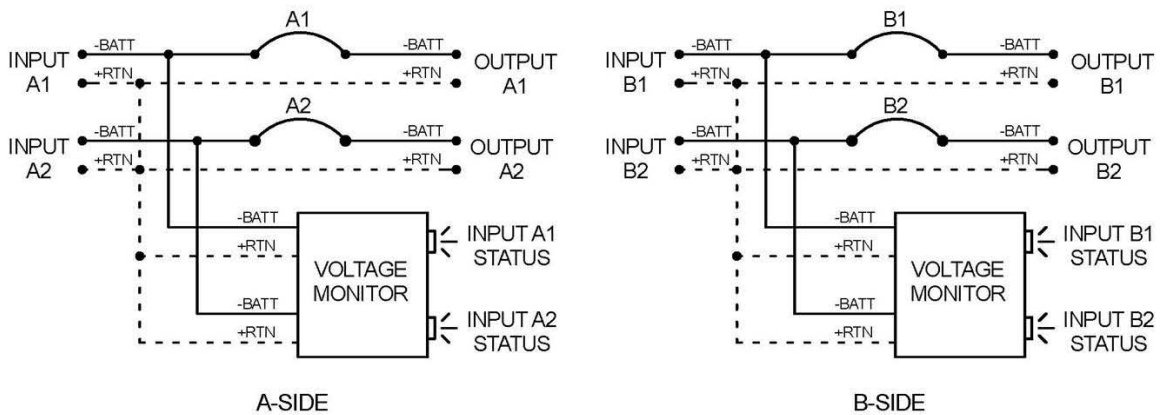 A1
-BATT
-BATT
INPUT
A1
+RTN
+RTN
OUTPUT
A1
A2
-BATT
-BATT
INPUT
A2
+RTN
+RTN
OUTPUT
A2
-BATT
+RTN
-BATT
+RTN
VOLTAGE
MONITOR
INPUT A1
STATUS
INPUT A2
STATUS
A-SIDE
B1
-BATT
-BATT
INPUT
B1
+RTN
+RTN
OUTPUT
B1
B2
-BATT
-BATT
INPUT
B2
+RTN
+RTN
OUTPUT
B2
-BATT
+RTN
-BATT
+RTN
VOLTAGE
MONITOR
INPUT B1
STATUS
INPUT B2
STATUS
B-SIDE